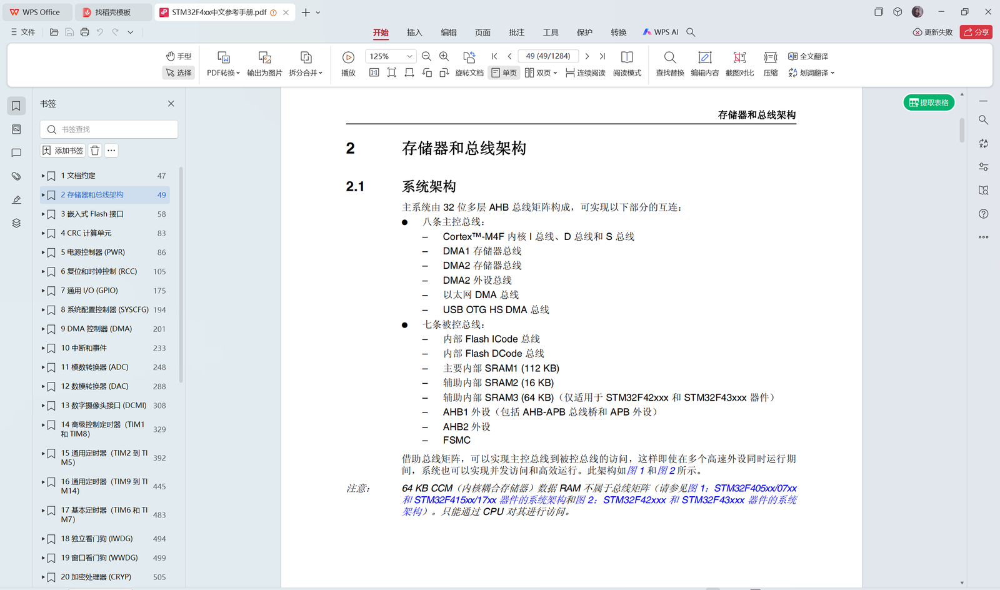 WPS Office
找稻壳模板
STM32F4xx中文参考手册.pdf
文件
开始
插入
编辑
页面
批注
工具
保护
转换
WPS AI
更新失败
分享
手型
选择
PDF转换
输出为图片
拆分合并
播放
125%
49 (49/1284)
旋转文档
单页
双页
连续阅读
阅读模式
查找替换
编辑内容
截图对比
压缩
全文翻译
划词翻译
书签
书签查找
添加书签
1 文档约定 47
2 存储器和总线架构 49
3 嵌入式 Flash 接口 58
4 CRC 计算单元 83
5 电源控制器 (PWR) 86
6 复位和时钟控制 (RCC) 105
7 通用 I/O (GPIO) 175
8 系统配置控制器 (SYSCFG) 194
9 DMA 控制器 (DMA) 201
10 中断和事件 233
11 模数转换器 (ADC) 248
12 数模转换器 (DAC) 288
13 数字摄像头接口 (DCMI) 308
14 高级控制定时器（TIM1
和 TIM8） 329
15 通用定时器（TIM2 到 TI
M5） 392
16 通用定时器（TIM9 到 TI
M14） 445
17 基本定时器（TIM6 和 TI
M7） 483
18 独立看门狗 (IWDG) 494
19 窗口看门狗 (WWDG) 499
20 加密处理器 (CRYP) 505
提取表格
存储器和总线架构
2 存储器和总线架构
2.1 系统架构
主系统由 32 位多层 AHB 总线矩阵构成，可实现以下部分的互连：
● 八条主控总线：
– Cortex™-M4F 内核 I 总线、D 总线和 S 总线
– DMA1 存储器总线
– DMA2 存储器总线
– DMA2 外设总线
– 以太网 DMA 总线
– USB OTG HS DMA 总线
● 七条被控总线：
– 内部 Flash ICode 总线
– 内部 Flash DCode 总线
– 主要内部 SRAM1 (112 KB)
– 辅助内部 SRAM2 (16 KB)
– 辅助内部 SRAM3 (64 KB)（仅适用于 STM32F42xxx 和 STM32F43xxx 器件）
– AHB1 外设（包括 AHB-APB 总线桥和 APB 外设）
– AHB2 外设
– FSMC
借助总线矩阵，可以实现主控总线到被控总线的访问，这样即使在多个高速外设同时运行期
间，系统也可以实现并发访问和高效运行。此架构如图 1 和图 2 所示。
注意： 64 KB CCM（内核耦合存储器）数据 RAM 不属于总线矩阵（请参见图 1：STM32F405xx/07xx
和 STM32F415xx/17xx 器件的系统架构和图 2：STM32F42xxx 和 STM32F43xxx 器件的系统
架构）。只能通过 CPU 对其进行访问。